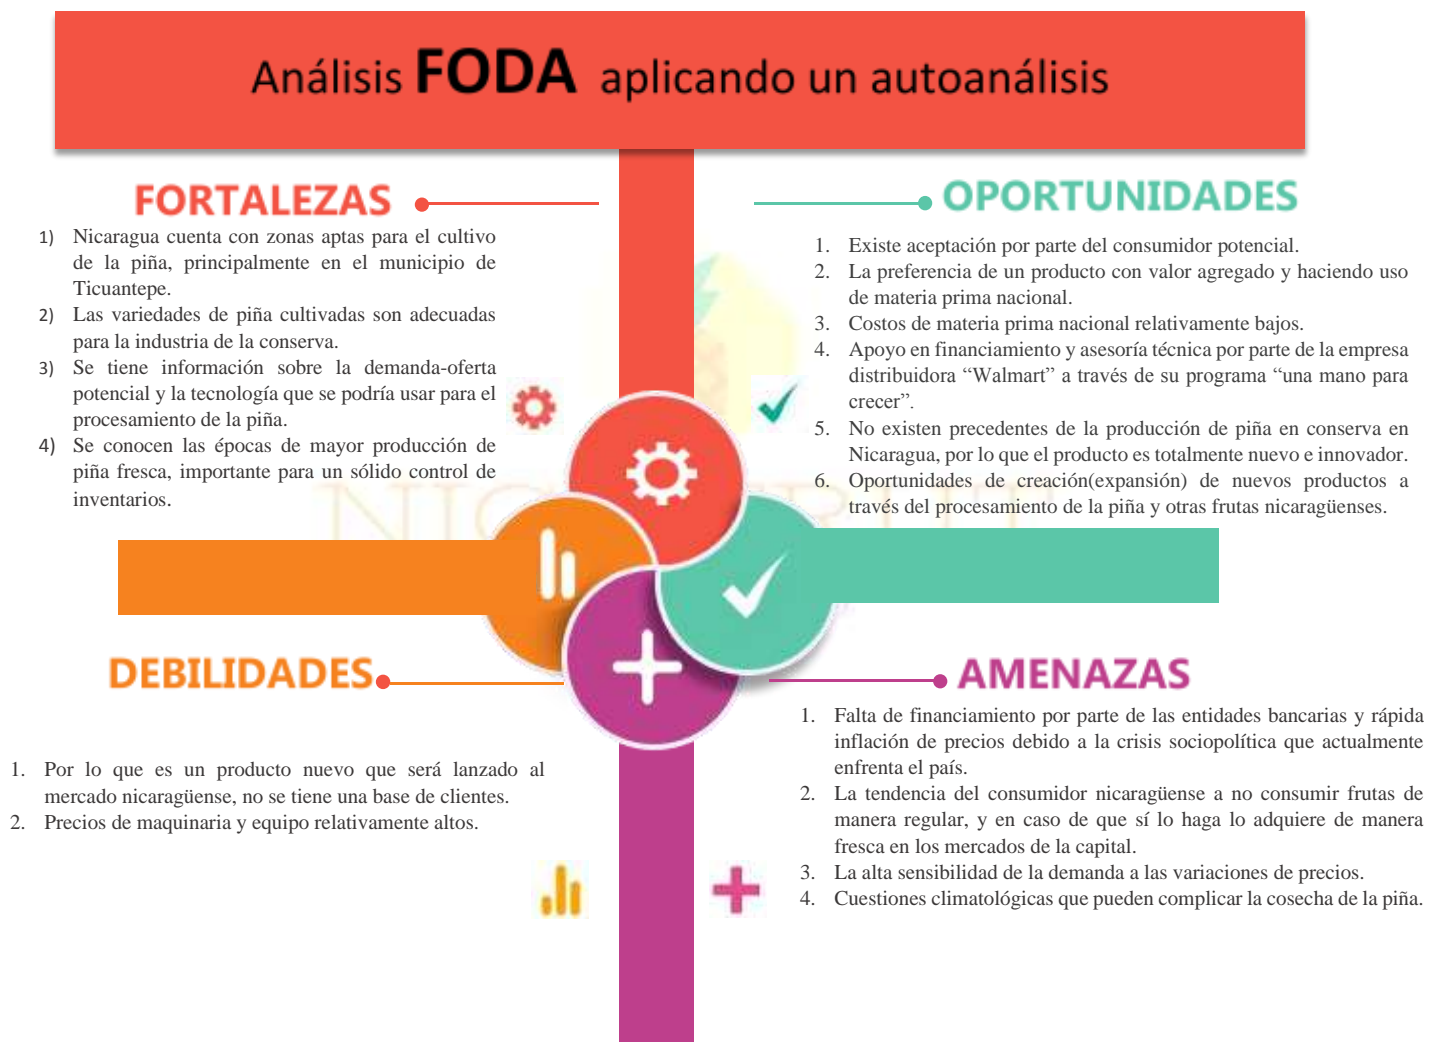 Análisis FODA aplicando un autoanálisis
FORTALEZAS
1) Nicaragua cuenta con zonas aptas para el cultivo
de la piña, principalmente en el municipio de
Ticuantepe.
2) Las variedades de piña cultivadas son adecuadas
para la industria de la conserva.
3) Se tiene información sobre la demanda-oferta
potencial y la tecnología que se podría usar para el
procesamiento de la piña.
4) Se conocen las épocas de mayor producción de
piña fresca, importante para un sólido control de
inventarios.
OPORTUNIDADES
1. Existe aceptación por parte del consumidor potencial.
2. La preferencia de un producto con valor agregado y haciendo uso
de materia prima nacional.
3. Costos de materia prima nacional relativamente bajos.
4. Apoyo en financiamiento y asesoría técnica por parte de la empresa
distribuidora “Walmart” a través de su programa “una mano para
crecer”.
5. No existen precedentes de la producción de piña en conserva en
Nicaragua, por lo que el producto es totalmente nuevo e innovador.
6. Oportunidades de creación(expansión) de nuevos productos a
través del procesamiento de la piña y otras frutas nicaragüenses.
DEBILIDADES
1. Por lo que es un producto nuevo que será lanzado al
mercado nicaragüense, no se tiene una base de clientes.
2. Precios de maquinaria y equipo relativamente altos.
AMENAZAS
1. Falta de financiamiento por parte de las entidades bancarias y rápida
inflación de precios debido a la crisis sociopolítica que actualmente
enfrenta el país.
2. La tendencia del consumidor nicaragüense a no consumir frutas de
manera regular, y en caso de que sí lo haga lo adquiere de manera
fresca en los mercados de la capital.
3. La alta sensibilidad de la demanda a las variaciones de precios.
4. Cuestiones climatológicas que pueden complicar la cosecha de la piña.